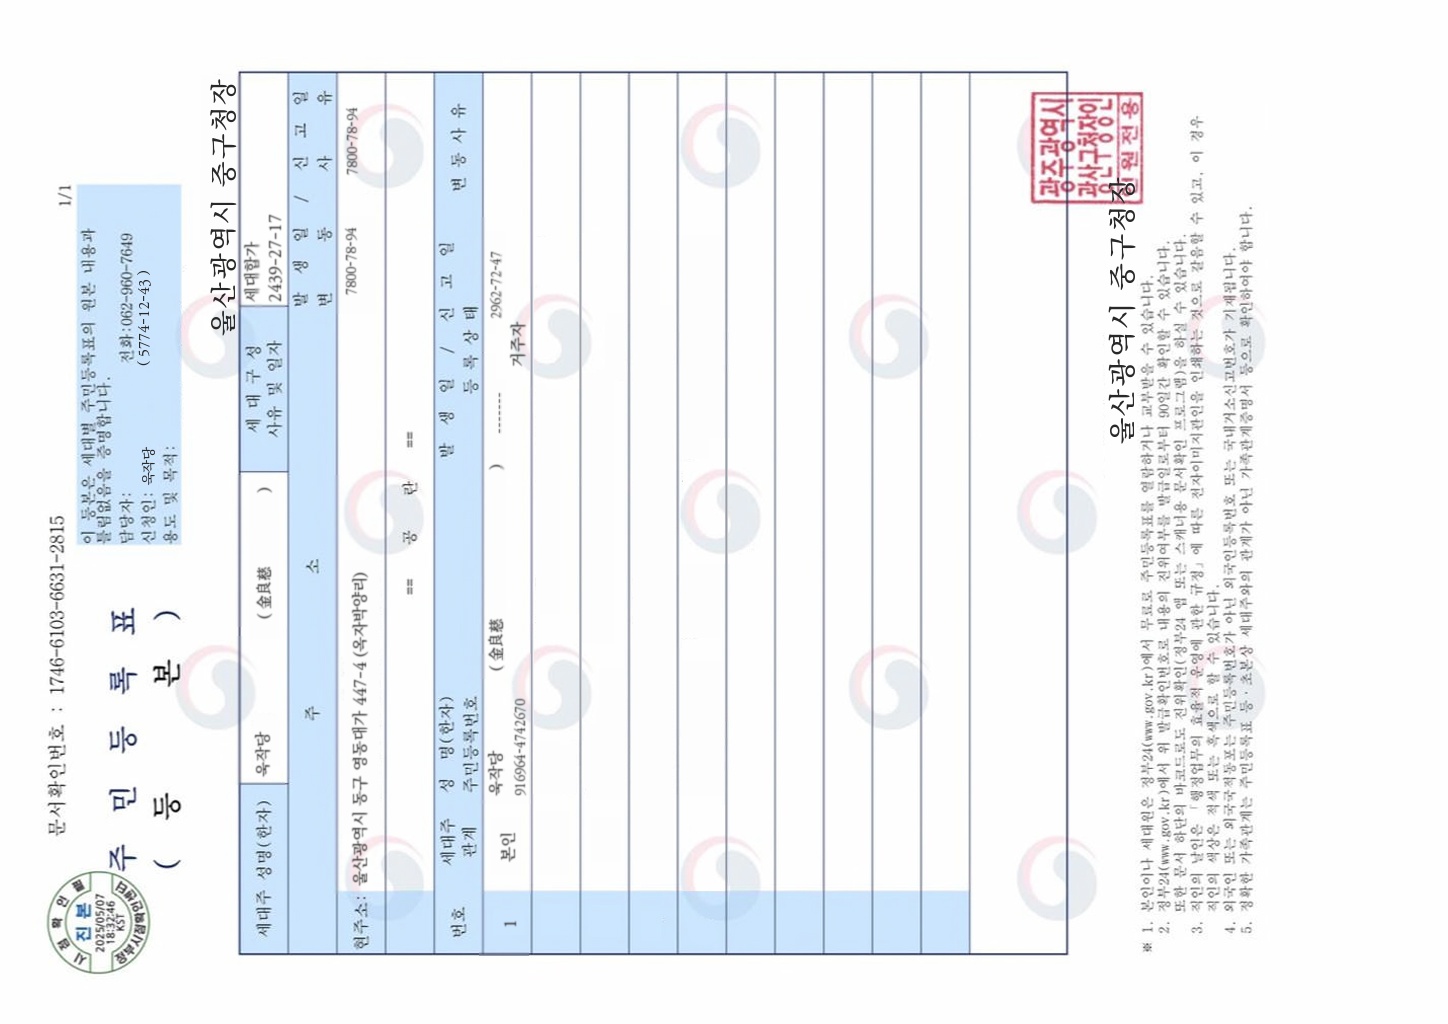 문서확인번호 : 1746-6103-6631-2815
1/1
시점확인필
진본
2025/05/07
18:32:46
KST
정부시점확인센터
주 민 등 록 표
( 등 본 )
이 등본은 세대별 주민등록표의 원본 내용과
틀림없음을 증명합니다.
담당자: 전화:062-960-7649
신청인: 육작당 (5774-12-43)
용도 및 목적:
울산광역시 중구청장
세대주 성명(한자) 육작당 (金良慈 )
세 대 구 성
사유 및 일자
세대합가
2439-27-17
주 소
발 생 일 / 신 고 일
변 동 사 유
현주소: 울산광역시 동구 영동대가 447-4 (옥자박양리) 7800-78-94 7800-78-94
== 공 란 ==
번호
세대주
관계
성 명(한자)
주민등록번호
발 생 일 / 신 고 일
등 록 상 태
변 동 사 유
1 본인
육작당 (金良慈 ) ------- 2962-72-47
916964-4742670 거주자
광주광역시
광산구청장인
민원전용
울산광역시 중구청장
※ 1. 본인이나 세대원은 정부24(www.gov.kr)에서 무료로 주민등록표를 열람하거나 교부받을 수 있습니다.
2. 정부24(www.gov.kr)에서 위 발급확인번호로 내용의 진위여부를 발급일로부터 90일간 확인할 수 있습니다.
또한 문서 하단의 바코드로도 진위확인(정부24 앱 또는 스캐너용 문서확인 프로그램)을 하실 수 있습니다.
3. 직인의 날인은 「행정업무의 효율적 운영에 관한 규정」에 따른 전자이미지관인을 인쇄하는 것으로 갈음할 수 있고, 이 경우
직인의 색상은 적색 또는 흑색으로 할 수 있습니다.
4. 외국인 또는 외국국적동포는 주민등록번호가 아닌 외국인등록번호 또는 국내거소신고번호가 기재됩니다.
5. 정확한 가족관계는 주민등록표 등·초본상 세대주와의 관계가 아닌 가족관계증명서 등으로 확인하여야 합니다.